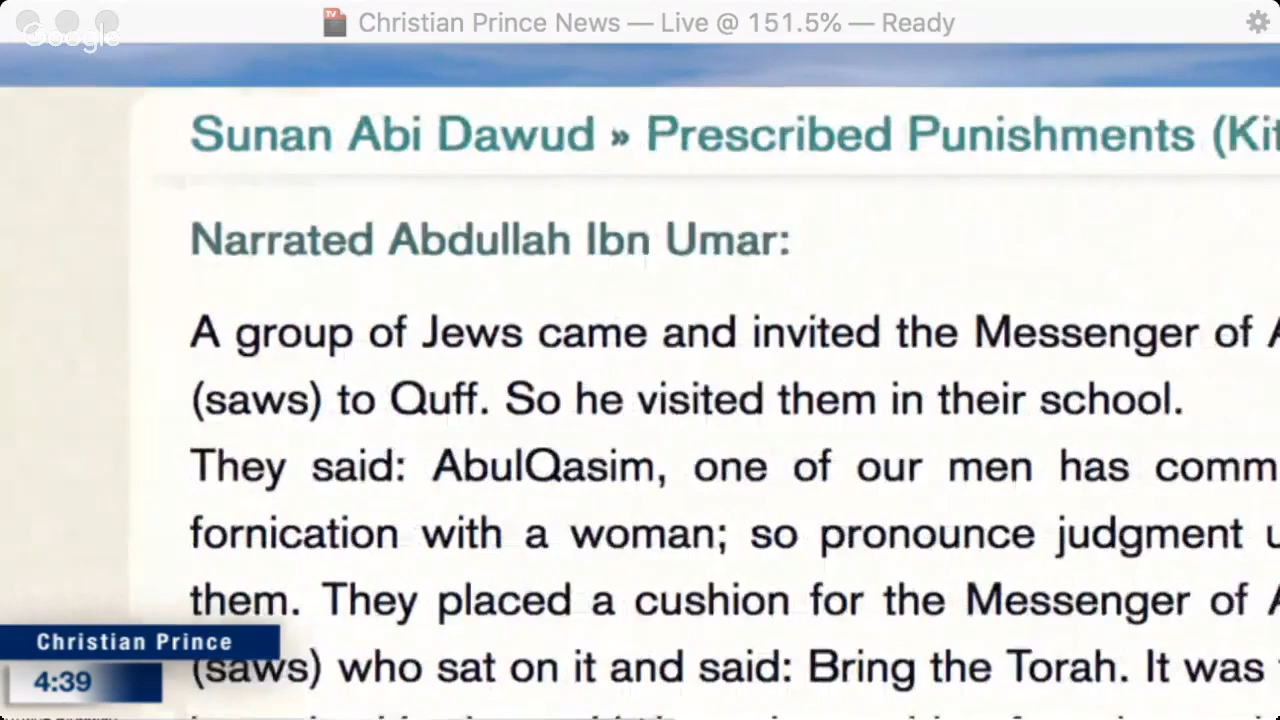 Christian Prince News — Live @ 151.5% — Ready
Google
Sunan Abi Dawud » Prescribed Punishments
Narrated Abdullah Ibn Umar:
A group of Jews came and invited the Messenger of
(saws) to Quff. So he visited them in their school.
They said: AbulQasim, one of our men has comm
fornication with a woman; so pronounce judgment
them. They placed a cushion for the Messenger of
Christian Prince
(saws) who sat on it and said: Bring the Torah. It was
4:39